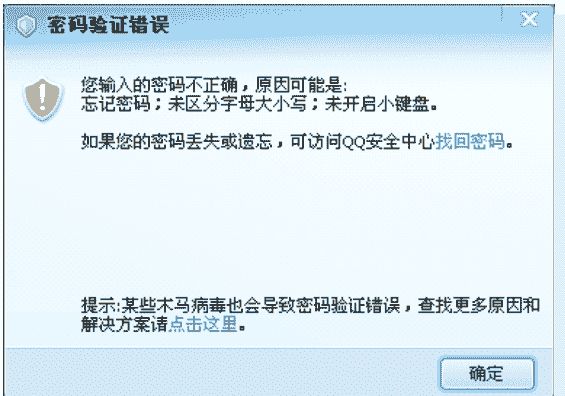 密码验证错误
您输入的密码不正确，原因可能是:
忘记密码；未区分字母大小写；未开启小键盘。
如果您的密码丢失或遗忘，可访问QQ安全中心找回密码。
提示:某些木马病毒也会导致密码验证错误，查找更多原因和
解决方案请点击这里。
确定